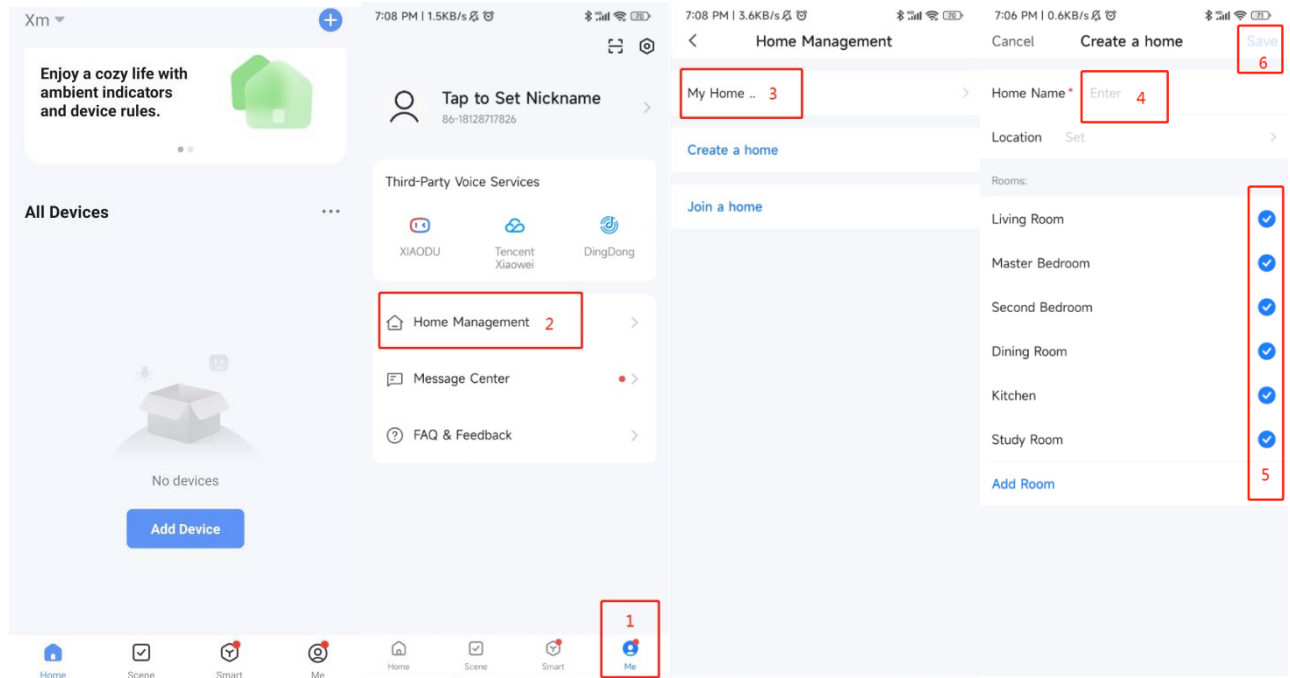 Xm
Enjoy a cozy life with
ambient indicators
and device rules.
All Devices
No devices
Add Device
Home
Scene
Smart
Me
7:08 PM | 1.5KB/s
70
Tap to Set Nickname
86-18128717826
Third-Party Voice Services
XIAODU
Tencent
Xiaowei
DingDong
Home Management 2
Message Center
FAQ & Feedback
1
Home
Scene
Smart
Me
7:08 PM | 3.6KB/s
70
Home Management
My Home .. 3
Create a home
Join a home
7:06 PM | 0.6KB/s
71
Cancel
Create a home
Save
6
Home Name* Enter 4
Location Set
Rooms:
Living Room
Master Bedroom
Second Bedroom
Dining Room
Kitchen
Study Room
Add Room
5